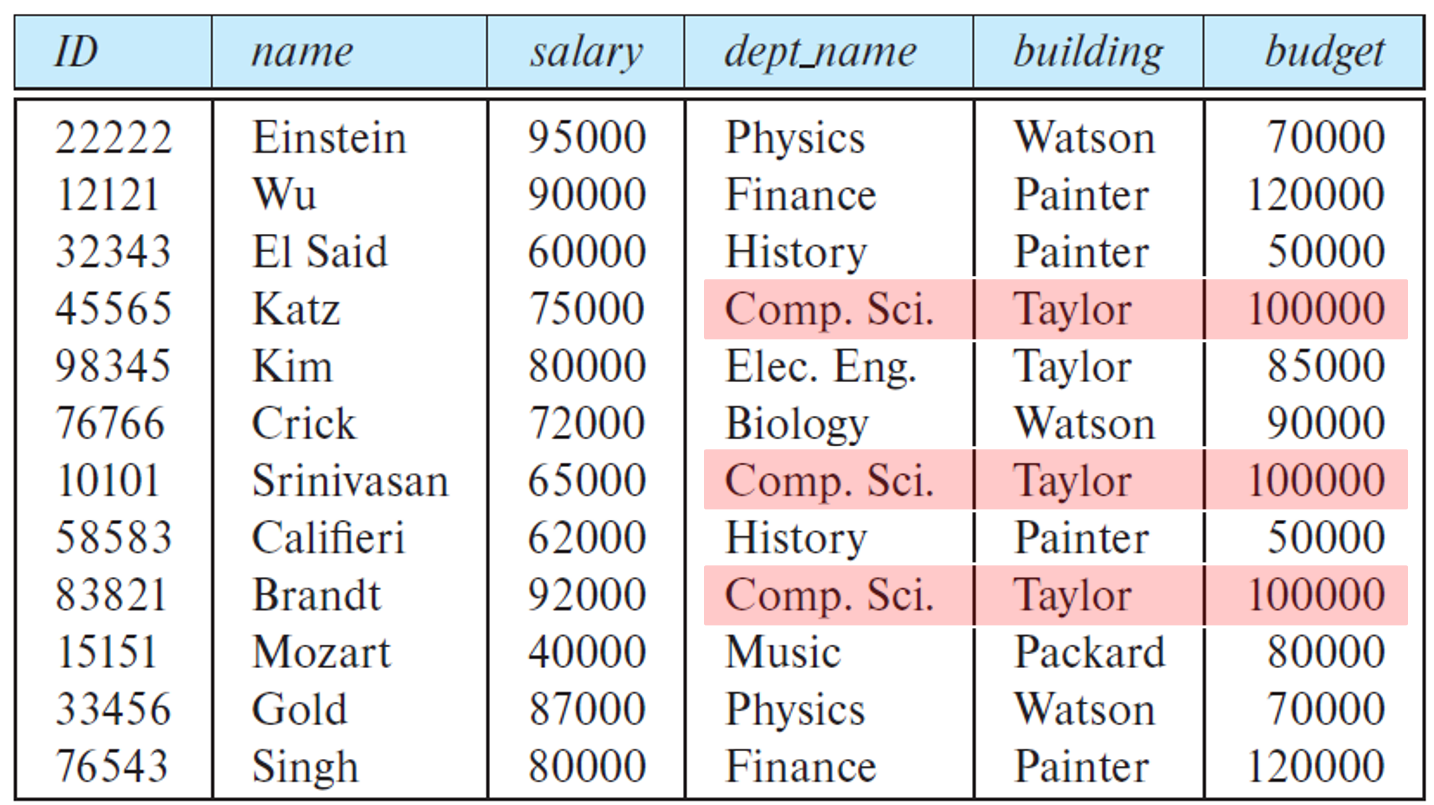 ID name salary dept_name building budget
22222 Einstein 95000 Physics Watson 70000
12121 Wu 90000 Finance Painter 120000
32343 El Said 60000 History Painter 50000
45565 Katz 75000 Comp. Sci. Taylor 100000
98345 Kim 80000 Elec. Eng. Taylor 85000
76766 Crick 72000 Biology Watson 90000
10101 Srinivasan 65000 Comp. Sci. Taylor 100000
58583 Califieri 62000 History Painter 50000
83821 Brandt 92000 Comp. Sci. Taylor 100000
15151 Mozart 40000 Music Packard 80000
33456 Gold 87000 Physics Watson 70000
76543 Singh 80000 Finance Painter 120000